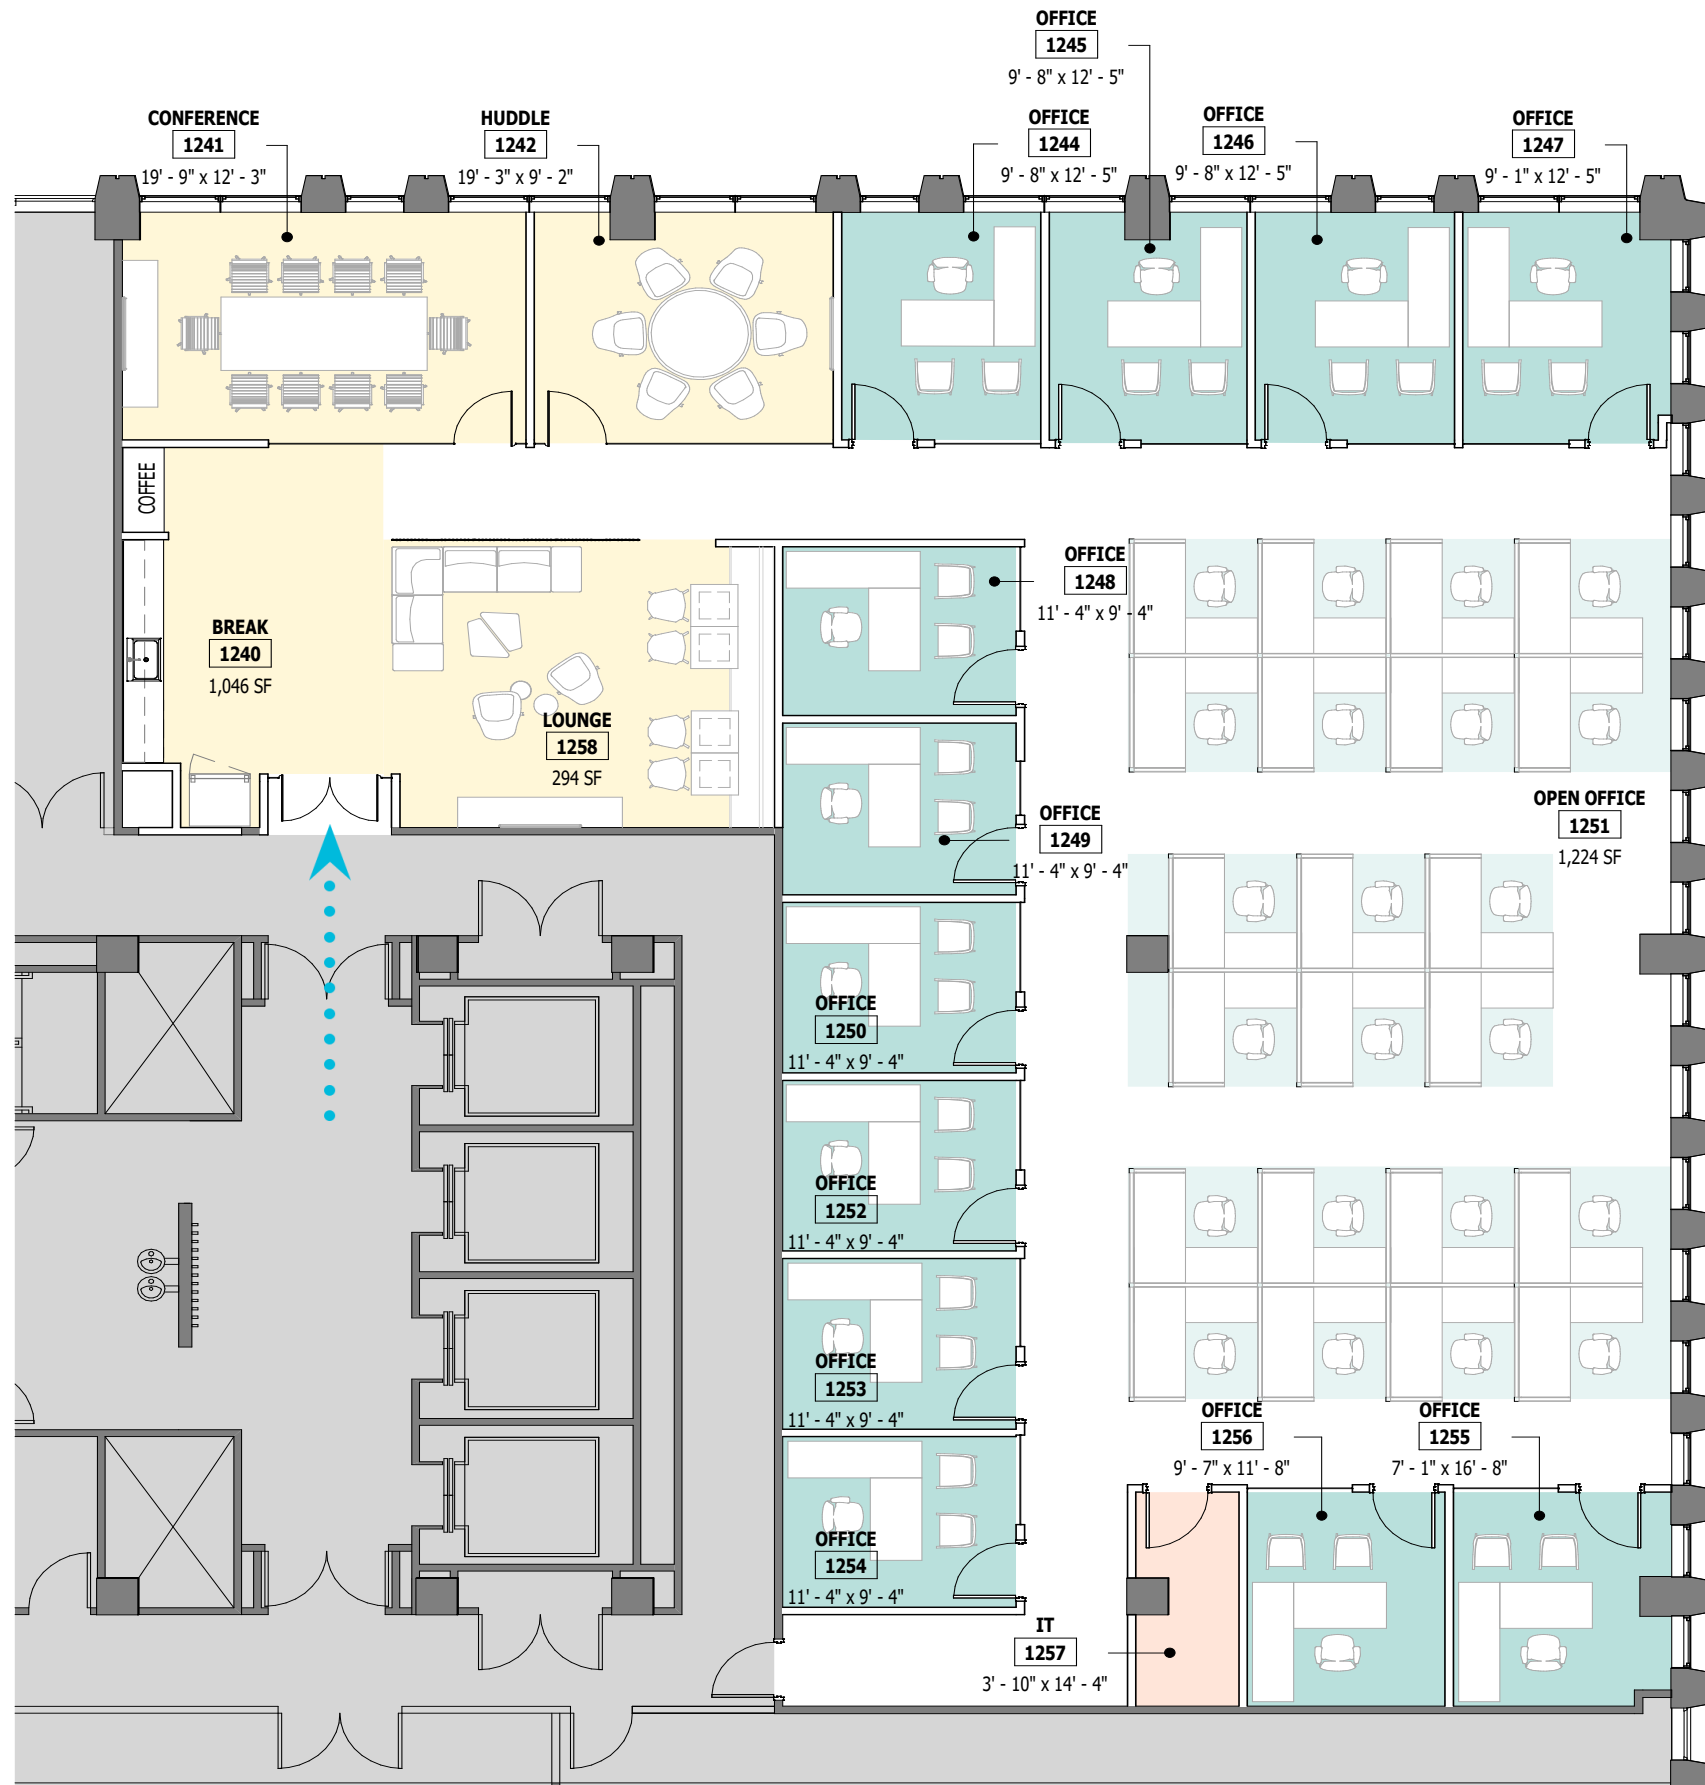 OFFICE
1245
9' - 8" x 12' - 5"
CONFERENCE
1241
19' - 9" x 12' - 3"
HUDDLE
1242
19' - 3" x 9' - 2"
OFFICE
1244
9' - 8" x 12' - 5"
OFFICE
1246
9' - 8" x 12' - 5"
OFFICE
1247
9' - 1" x 12' - 5"
COFFEE
BREAK
1240
1,046 SF
LOUNGE
1258
294 SF
OFFICE
1248
11' - 4" x 9' - 4"
OFFICE
1249
11' - 4" x 9' - 4"
OPEN OFFICE
1251
1,224 SF
OFFICE
1250
11' - 4" x 9' - 4"
OFFICE
1252
11' - 4" x 9' - 4"
OFFICE
1253
11' - 4" x 9' - 4"
OFFICE
1256
9' - 7" x 11' - 8"
OFFICE
1255
7' - 1" x 16' - 8"
OFFICE
1254
11' - 4" x 9' - 4"
IT
1257
3' - 10" x 14' - 4"